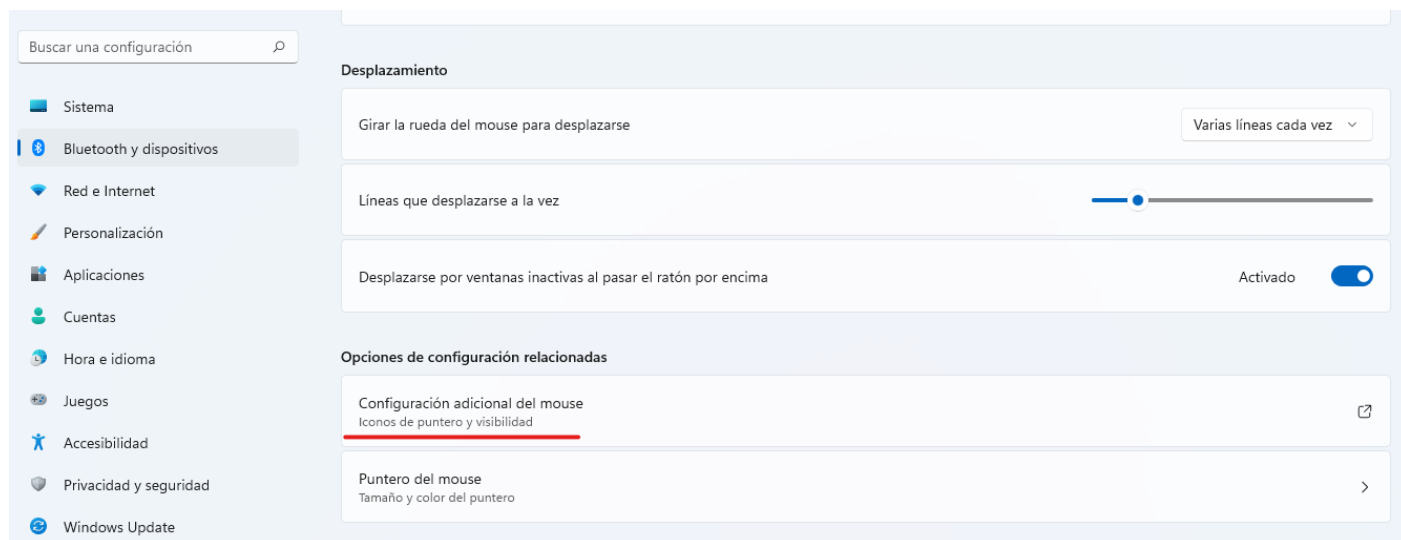 Buscar una configuración
Sistema
Bluetooth y dispositivos
Red e Internet
Personalización
Aplicaciones
Cuentas
Hora e idioma
Juegos
Accesibilidad
Privacidad y seguridad
Windows Update
Desplazamiento
Girar la rueda del mouse para desplazarse
Varias líneas cada vez
Líneas que desplazarse a la vez
Desplazarse por ventanas inactivas al pasar el ratón por encima
Activado
Opciones de configuración relacionadas
Configuración adicional del mouse
Iconos de puntero y visibilidad
Puntero del mouse
Tamaño y color del puntero